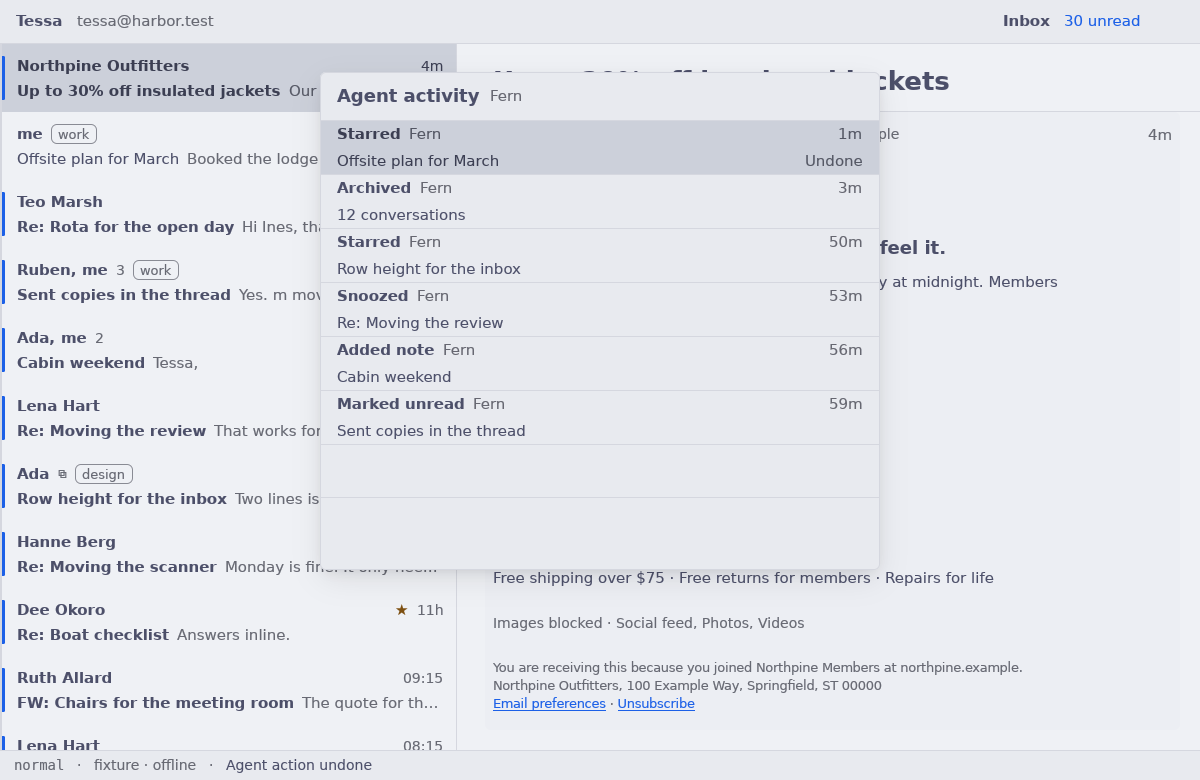 Tessa tessa@harbor.test Inbox 30 unread
Northpine Outfitters 4m
Up to 30% off insulated jackets Our
me work
Offsite plan for March Booked the lodge
Teo Marsh
Re: Rota for the open day Hi Ines,
Ruben, me 3 work
Sent copies in the thread Yes. m
Ada, me 2
Cabin weekend Tessa,
Lena Hart
Re: Moving the review That works for
Ada design
Row height for the inbox Two lines is
Hanne Berg
Re: Moving the scanner Monday is
Dee Okoro ★ 11h
Re: Boat checklist Answers inline.
Ruth Allard 09:15
FW: Chairs for the meeting room The quote for th…
Lena Hart 08:15
Agent activity Fern
Starred Fern 1m
Offsite plan for March Undone
Archived Fern 3m
12 conversations
Starred Fern 50m
Row height for the inbox
Snoozed Fern 53m
Re: Moving the review
Added note Fern 56m
Cabin weekend
Marked unread Fern 59m
Sent copies in the thread
4m
feel it.
at midnight. Members
Free shipping over $75 · Free returns for members · Repairs for life
Images blocked · Social feed, Photos, Videos
You are receiving this because you joined Northpine Members at northpine.example.
Northpine Outfitters, 100 Example Way, Springfield, ST 00000
Email preferences · Unsubscribe
normal · fixture · offline · Agent action undone